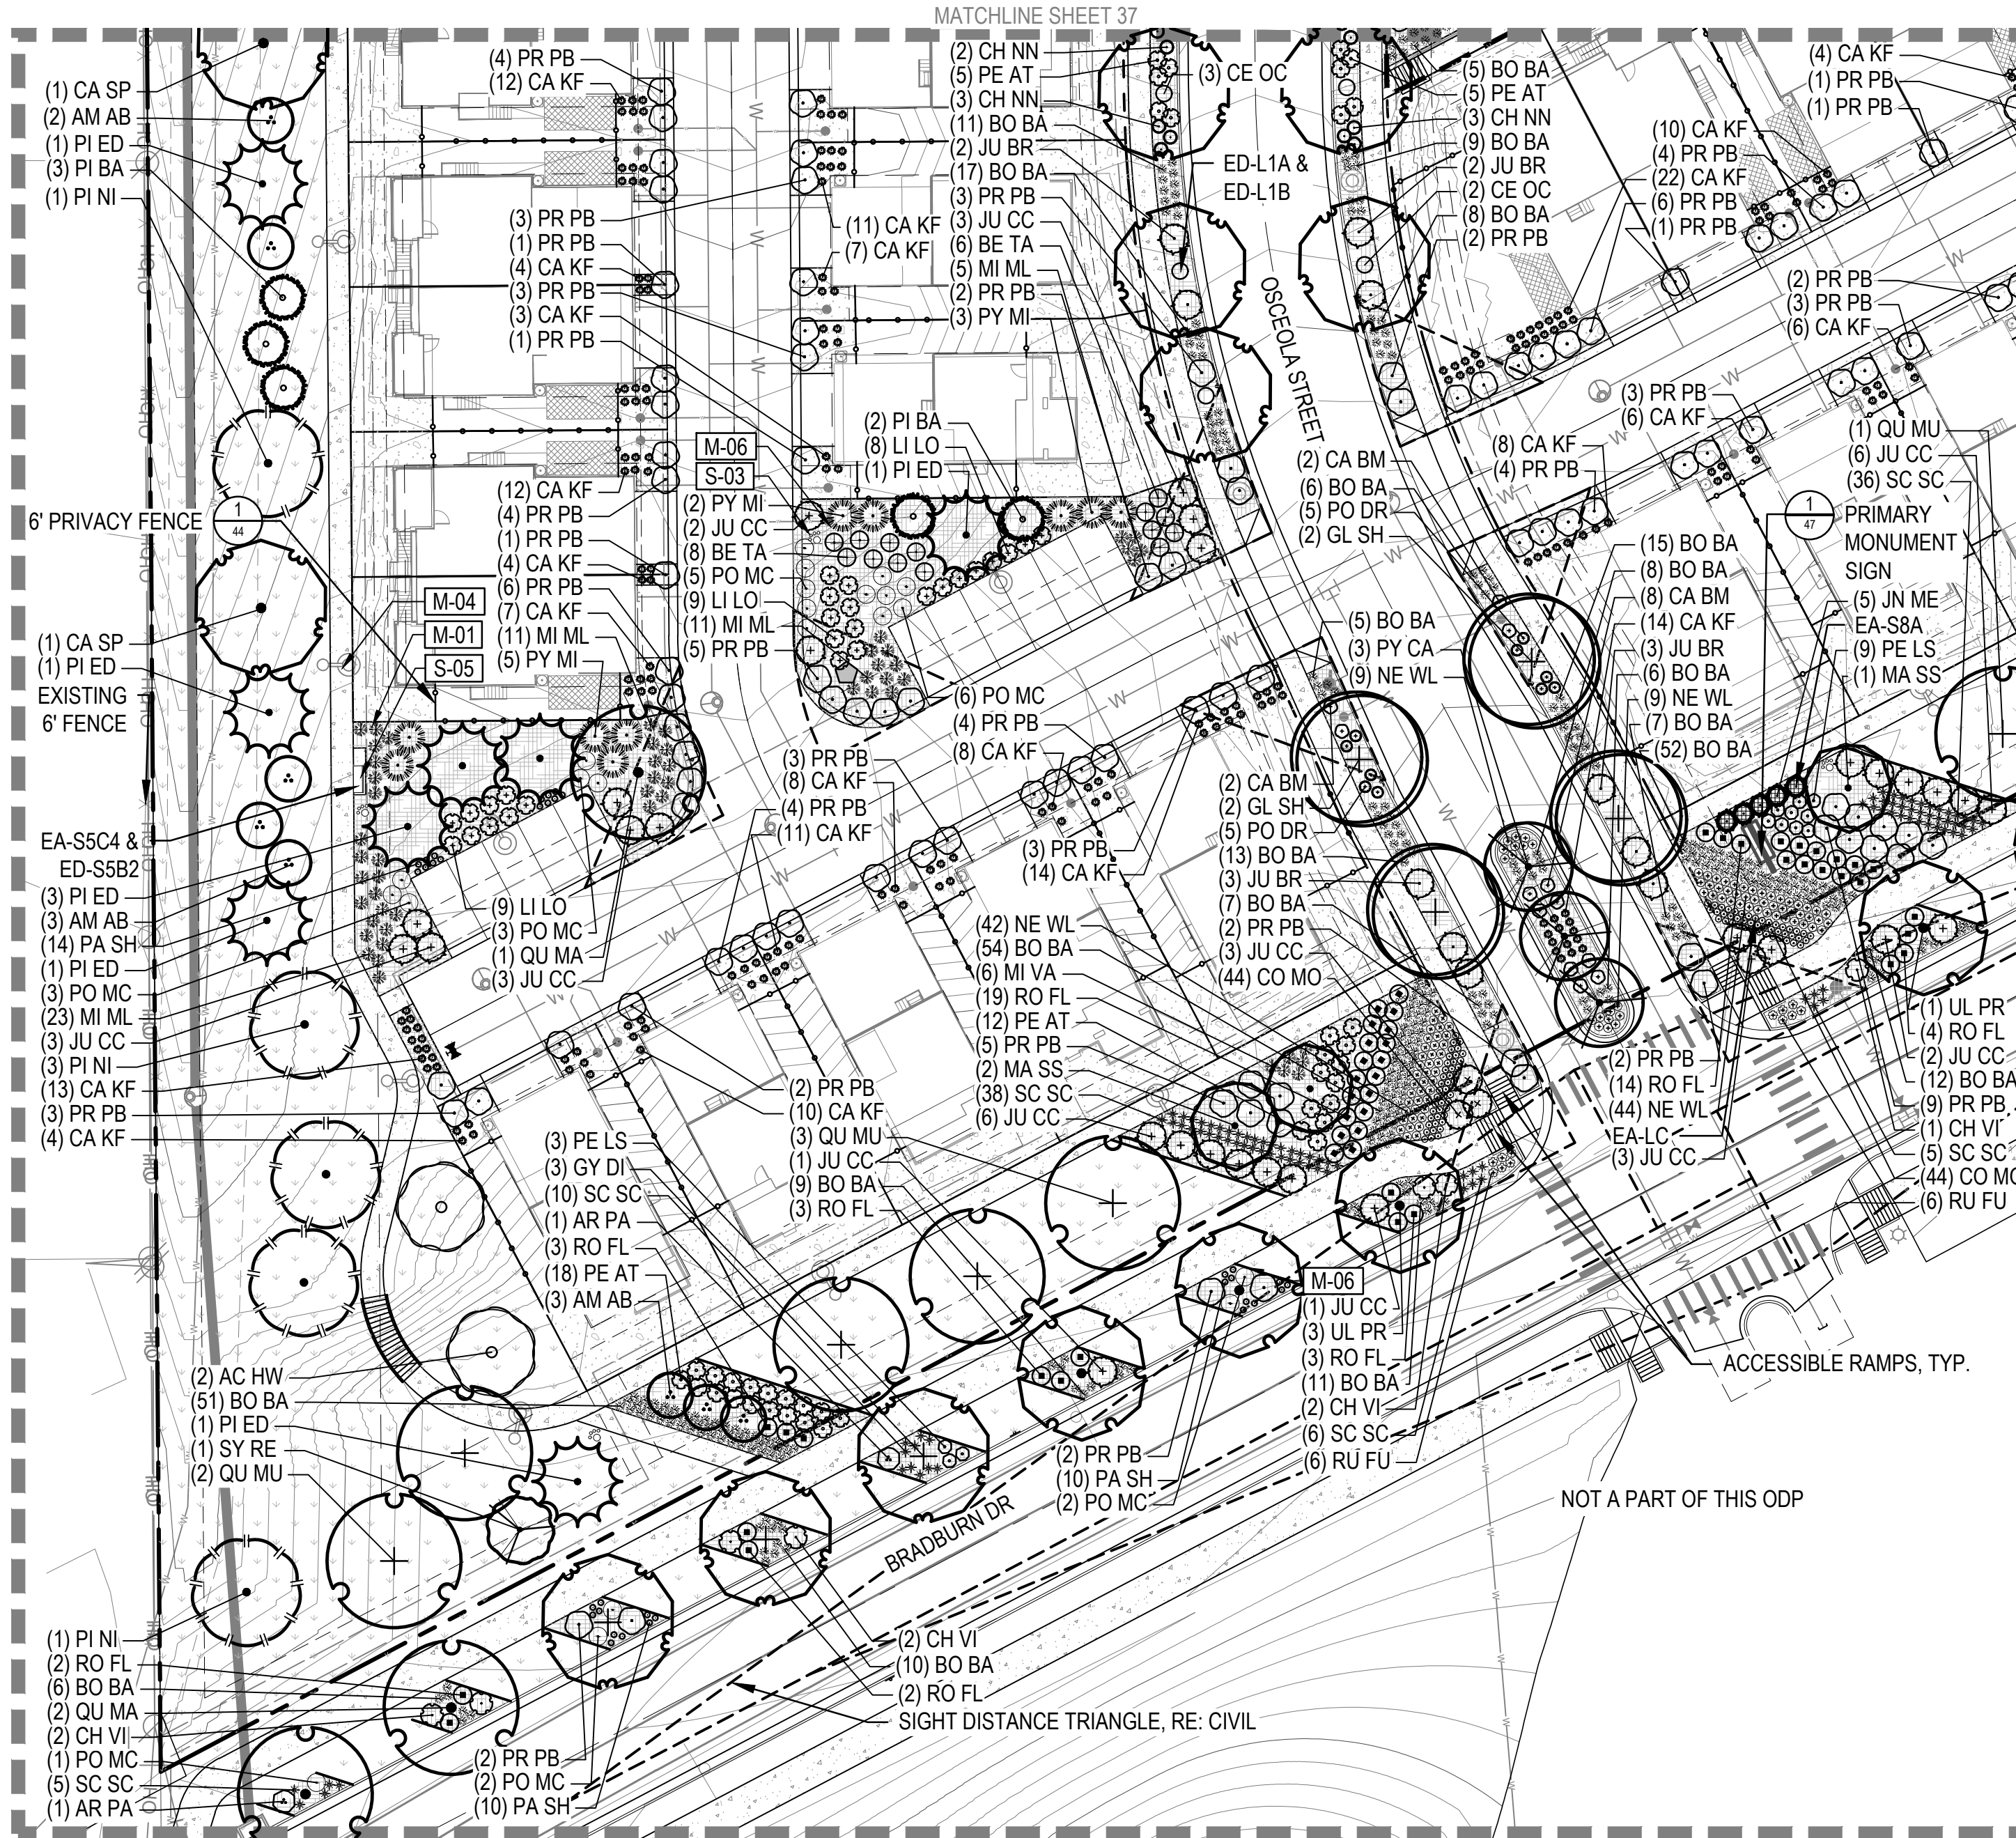 MATCHLINE SHEET 37
(1) CA SP
(2) AM AB
(1) PI ED
(3) PI BA
(1) PI NI
6' PRIVACY FENCE
1
44
(1) CA SP
(1) PI ED
EXISTING
6' FENCE
EA-S5C4 &
ED-S5B2
(3) PI ED
(3) AM AB
(14) PA SH
(1) PI ED
(3) PO MC
(23) MI ML
(3) JU CC
(3) PI NI
(13) CA KF
(3) PR PB
(4) CA KF
(2) AC HW
(51) BO BA
(1) PI ED
(1) SY RE
(2) QU MU
(1) PI NI
(2) RO FL
(6) BO BA
(2) QU MA
(2) CH VI
(1) PO MC
(5) SC SC
(1) AR PA
(4) PR PB
(12) CA KF
(3) PR PB
(1) PR PB
(4) CA KF
(3) PR PB
(3) CA KF
(1) PR PB
(11) CA KF
(7) CA KF
(12) CA KF
(4) PR PB
(1) PR PB
(4) CA KF
(6) PR PB
(7) CA KF
(11) MI ML
(5) PY MI
M-04
M-01
S-05
M-06
S-03
(2) PY MI
(2) JU CC
(8) BE TA
(5) PO MC
(9) LI LO
(11) MI ML
(5) PR PB
(2) PI BA
(8) LI LO
(1) PI ED
(9) LI LO
(3) PO MC
(1) QU MA
(3) JU CC
(3) PR PB
(8) CA KF
(4) PR PB
(11) CA KF
(6) PO MC
(4) PR PB
(8) CA KF
(2) CH NN
(5) PE AT
(3) CH NN
(11) BO BA
(2) JU BR
(17) BO BA
(3) PR PB
(3) JU CC
(6) BE TA
(5) MI ML
(2) PR PB
(3) PY MI
(3) CE OC
ED-L1A &
ED-L1B
OSCEOLA STREET
(5) BO BA
(5) PE AT
(3) CH NN
(9) BO BA
(2) JU BR
(2) CE OC
(8) BO BA
(2) PR PB
(4) CA KF
(1) PR PB
(1) PR PB
(10) CA KF
(4) PR PB
(22) CA KF
(6) PR PB
(1) PR PB
(2) PR PB
(3) PR PB
(6) CA KF
(3) PR PB
(6) CA KF
(8) CA KF
(4) PR PB
(1) QU MU
(6) JU CC
(36) SC SC
1
47
PRIMARY
MONUMENT
SIGN
(5) JN ME
EA-S8A
(9) PE LS
(1) MA SS
(2) CA BM
(6) BO BA
(5) PO DR
(2) GL SH
(15) BO BA
(8) BO BA
(8) CA BM
(14) CA KF
(3) JU BR
(6) BO BA
(9) NE WL
(7) BO BA
(52) BO BA
(5) BO BA
(3) PY CA
(9) NE WL
(2) CA BM
(2) GL SH
(5) PO DR
(13) BO BA
(3) JU BR
(7) BO BA
(2) PR PB
(3) JU CC
(44) CO MO
(3) PR PB
(14) CA KF
(42) NE WL
(54) BO BA
(6) MI VA
(19) RO FL
(12) PE AT
(5) PR PB
(2) MA SS
(38) SC SC
(6) JU CC
(2) PR PB
(10) CA KF
(3) QU MU
(1) JU CC
(9) BO BA
(3) RO FL
(3) PE LS
(3) GY DI
(10) SC SC
(1) AR PA
(3) RO FL
(18) PE AT
(3) AM AB
M-06
(1) JU CC
(3) UL PR
(3) RO FL
(11) BO BA
(2) CH VI
(6) SC SC
(6) RU FU
(2) PR PB
(14) RO FL
(44) NE WL
EA-LC
(3) JU CC
(1) UL PR
(4) RO FL
(2) JU CC
(12) BO BA
(9) PR PB
(1) CH VI
(5) SC SC
(44) CO MO
(6) RU FU
ACCESSIBLE RAMPS, TYP.
(2) PR PB
(10) PA SH
(2) PO MC
BRADBURN DR
NOT A PART OF THIS ODP
(2) CH VI
(10) BO BA
(2) RO FL
SIGHT DISTANCE TRIANGLE, RE: CIVIL
(2) PR PB
(2) PO MC
(10) PA SH